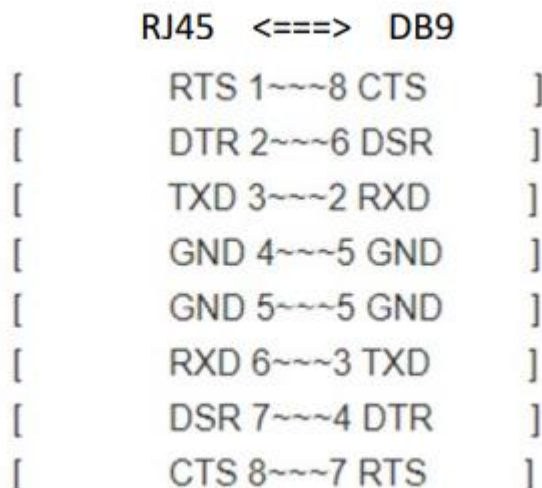 RJ45 <===> DB9
[ RTS 1~~~8 CTS ]
[ DTR 2~~~6 DSR ]
[ TXD 3~~~2 RXD ]
[ GND 4~~~5 GND ]
[ GND 5~~~5 GND ]
[ RXD 6~~~3 TXD ]
[ DSR 7~~~4 DTR ]
[ CTS 8~~~7 RTS ]